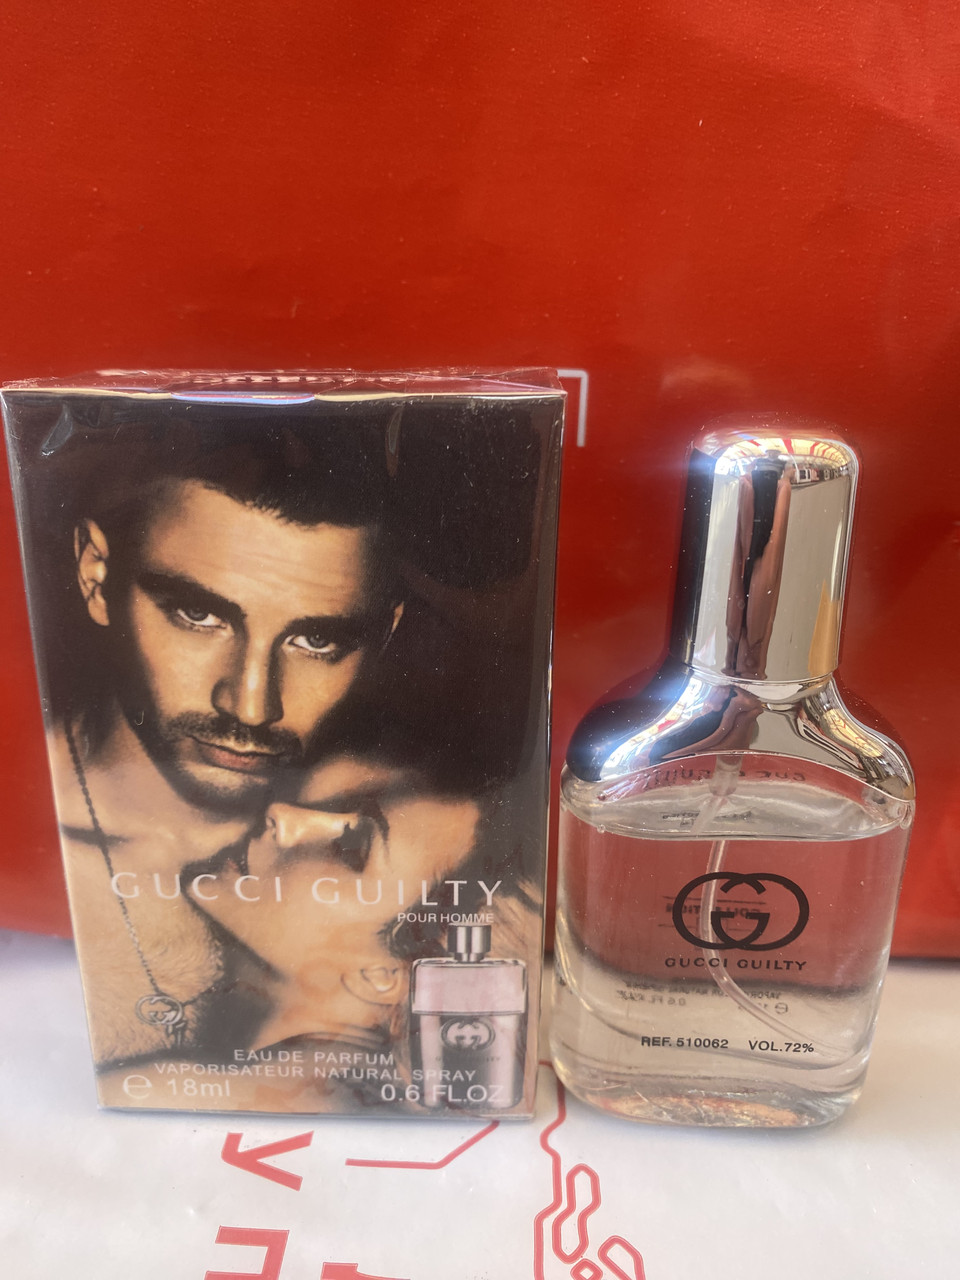 GUCCI GUILTY
POUR HOMME
EAU DE PARFUM
VAPORISATEUR NATURAL SPRAY
e 18ml 0.6 FL.OZ
GUCCI GUILTY
REF. 510062 VOL.72%